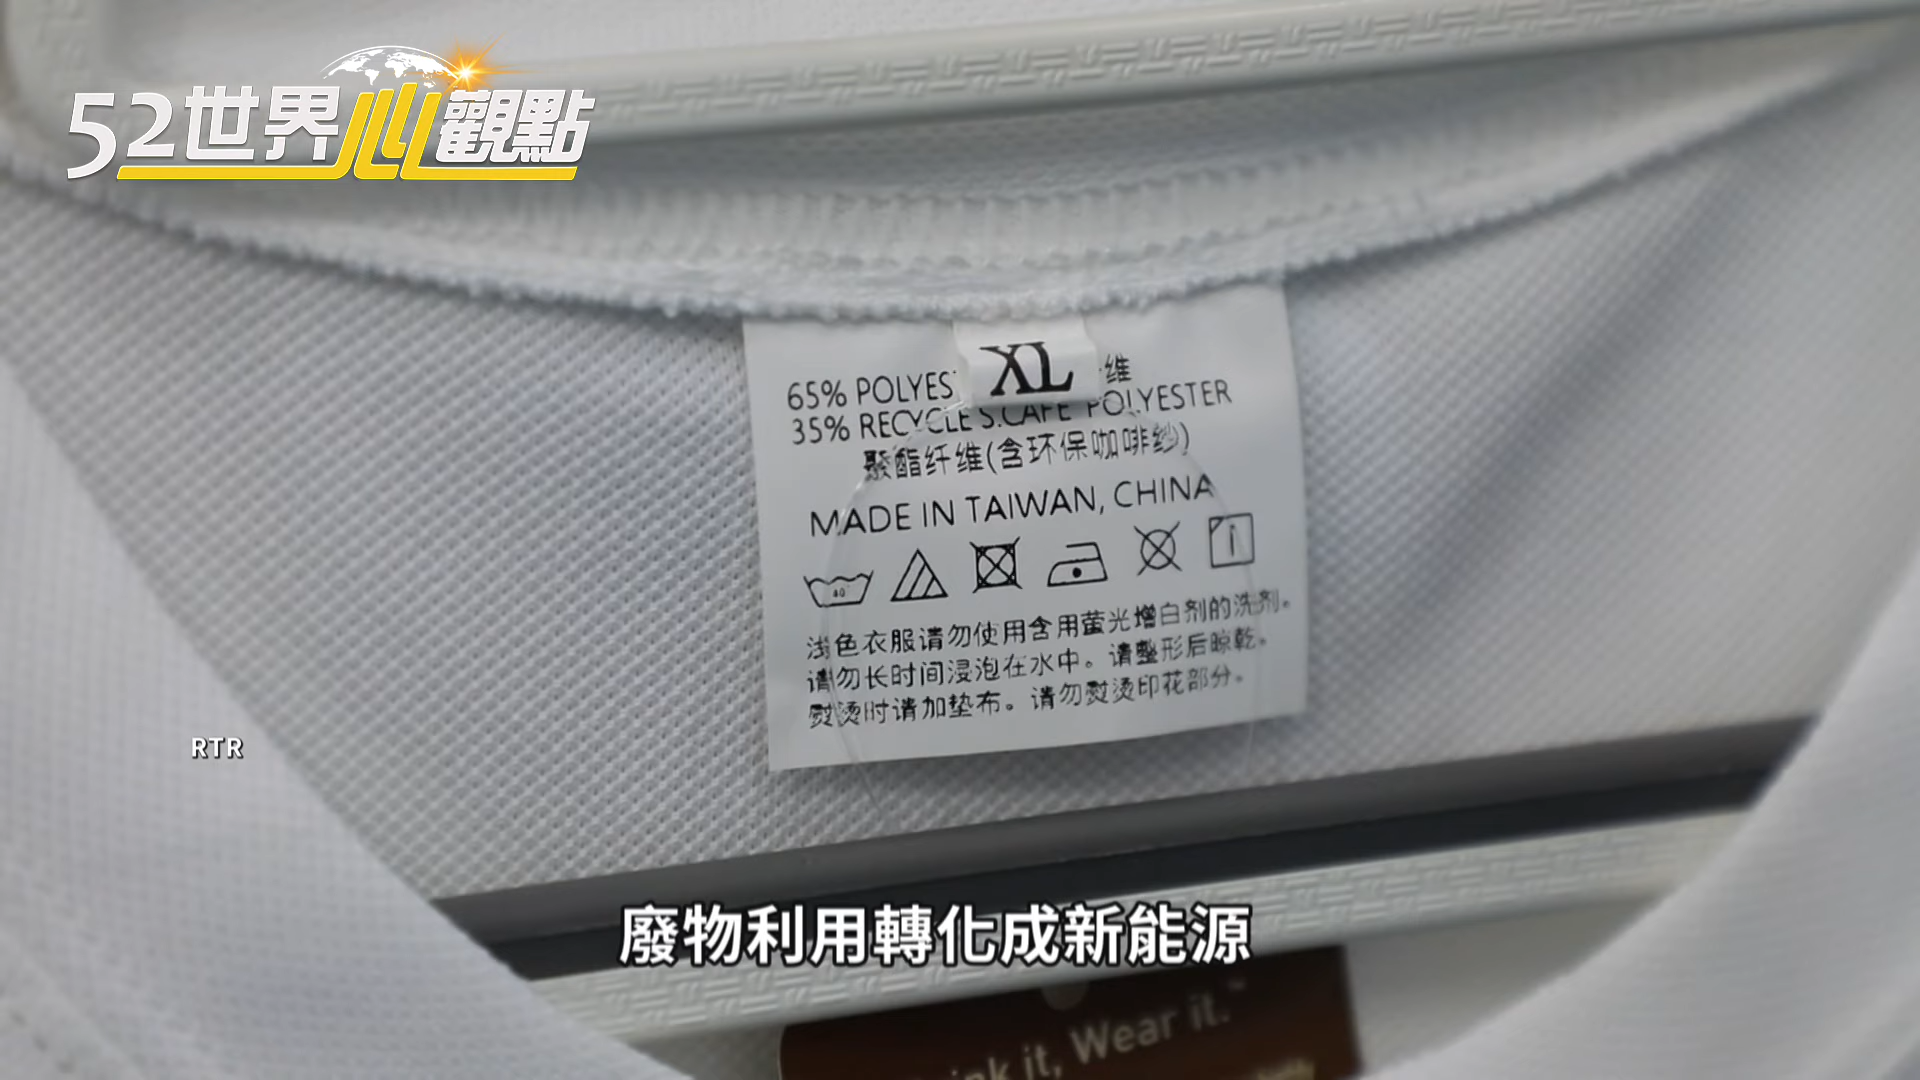 52世界心觀點
XL
65% POLYES 维
35% RECYCLE S.CAFE POLYESTER
聚酯纤维(含环保咖啡纱)
MADE IN TAIWAN, CHINA
40
浅色衣服请勿使用含用萤光增白剂的洗剂。
请勿长时间浸泡在水中。请整形后晾乾。
熨烫时请加垫布。请勿熨烫印花部分。
RTR
廢物利用轉化成新能源
it, Wear it.™